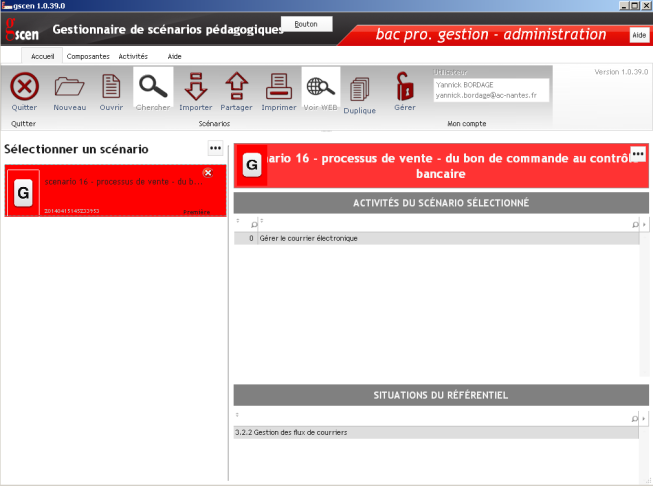 gscen 1.0.39.0
gscen Gestionnaire de scénarios pédagogiques Bouton
bac pro. gestion - administration Aide
Accueil Composantes Activités Aide
Utilisateur
Version 1.0.39.0
Yannick BORDAGE
yannick.bordage@ac-nantes.fr
Quitter Nouveau Ouvrir Chercher Importer Partager Imprimer Voir WEB Duplique Gérer
Quitter Scénarios Mon compte
Sélectionner un scénario ...
G
scenario 16 - processus de vente - du b...
20140415145233953
G
ario 16 - processus de vente - du bon de commande au contrôle ...
bancaire
ACTIVITÉS DU SCÉNARIO SÉLECTIONNÉ
0 Gérer le courrier électronique
SITUATIONS DU RÉFÉRENTIEL
3.2.2 Gestion des flux de courriers